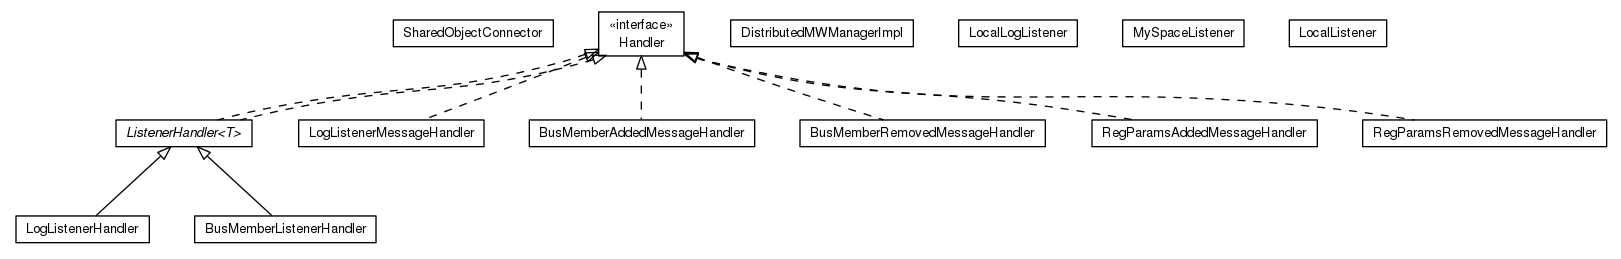 SharedObjectConnector
«interface»
Handler
DistributedMWManagerImpl
LocalLogListener
MySpaceListener
LocalListener
ListenerHandler<T>
LogListenerMessageHandler
BusMemberAddedMessageHandler
BusMemberRemovedMessageHandler
RegParamsAddedMessageHandler
RegParamsRemovedMessageHandler
LogListenerHandler
BusMemberListenerHandler